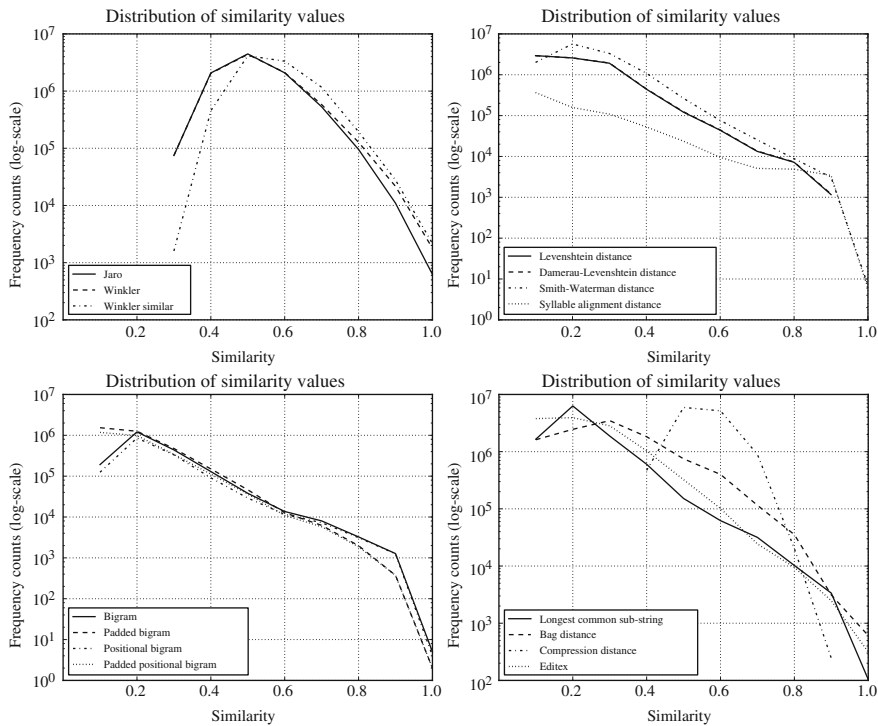 Distribution of similarity values
10^7
10^6
10^5
10^4
10^3
10^2
Frequency counts (log-scale)
Jaro
Winkler
Winkler similar
0.2 0.4 0.6 0.8 1.0
Similarity
Distribution of similarity values
10^7
10^6
10^5
10^4
10^3
10^2
10^1
10^0
Frequency counts (log-scale)
Levenshtein distance
Damerau-Levenshtein distance
Smith-Waterman distance
Syllable alignment distance
0.2 0.4 0.6 0.8 1.0
Similarity
Distribution of similarity values
10^7
10^6
10^5
10^4
10^3
10^2
10^1
10^0
Frequency counts (log-scale)
Bigram
Padded bigram
Positional bigram
Padded positional bigram
0.2 0.4 0.6 0.8 1.0
Similarity
Distribution of similarity values
10^7
10^6
10^5
10^4
10^3
10^2
Frequency counts (log-scale)
Longest common sub-string
Bag distance
Compression distance
Editex
0.2 0.4 0.6 0.8 1.0
Similarity